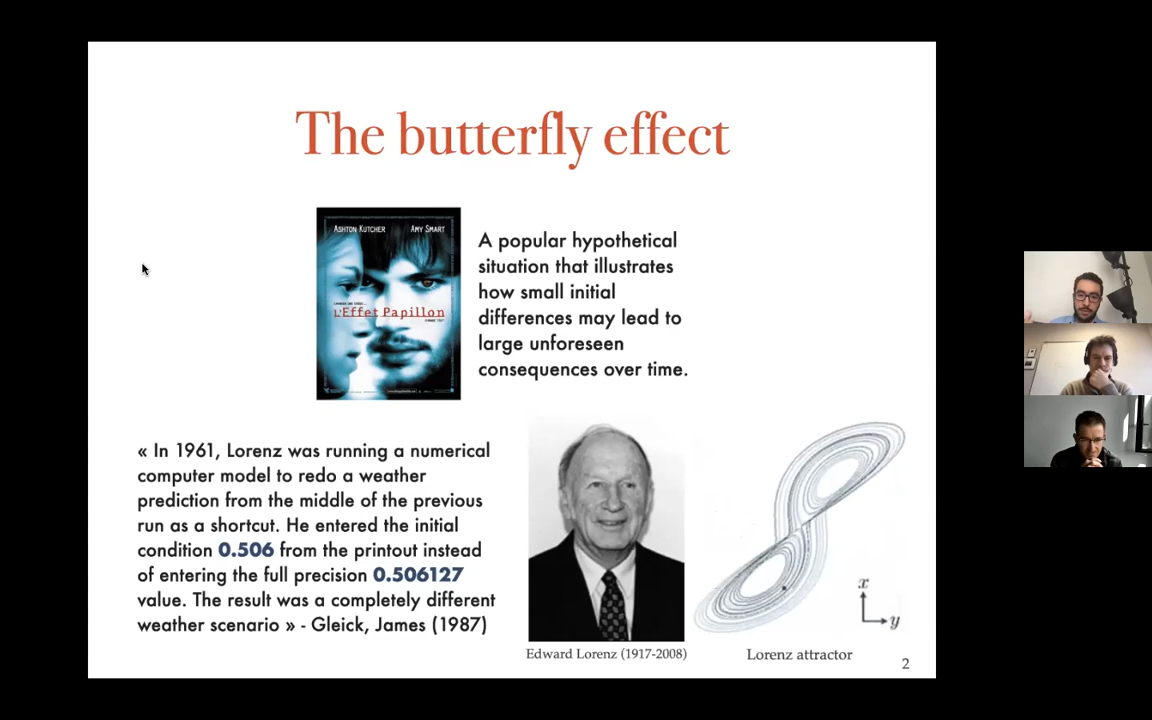 The butterfly effect
ASHTON KUTCHER AMY SMART
L'Effet Papillon
A popular hypothetical
situation that illustrates
how small initial
differences may lead to
large unforeseen
consequences over time.
« In 1961, Lorenz was running a numerical
computer model to redo a weather
prediction from the middle of the previous
run as a shortcut. He entered the initial
condition 0.506 from the printout instead
of entering the full precision 0.506127
value. The result was a completely different
weather scenario » - Gleick, James (1987)
x
y
Edward Lorenz (1917-2008)
Lorenz attractor
2